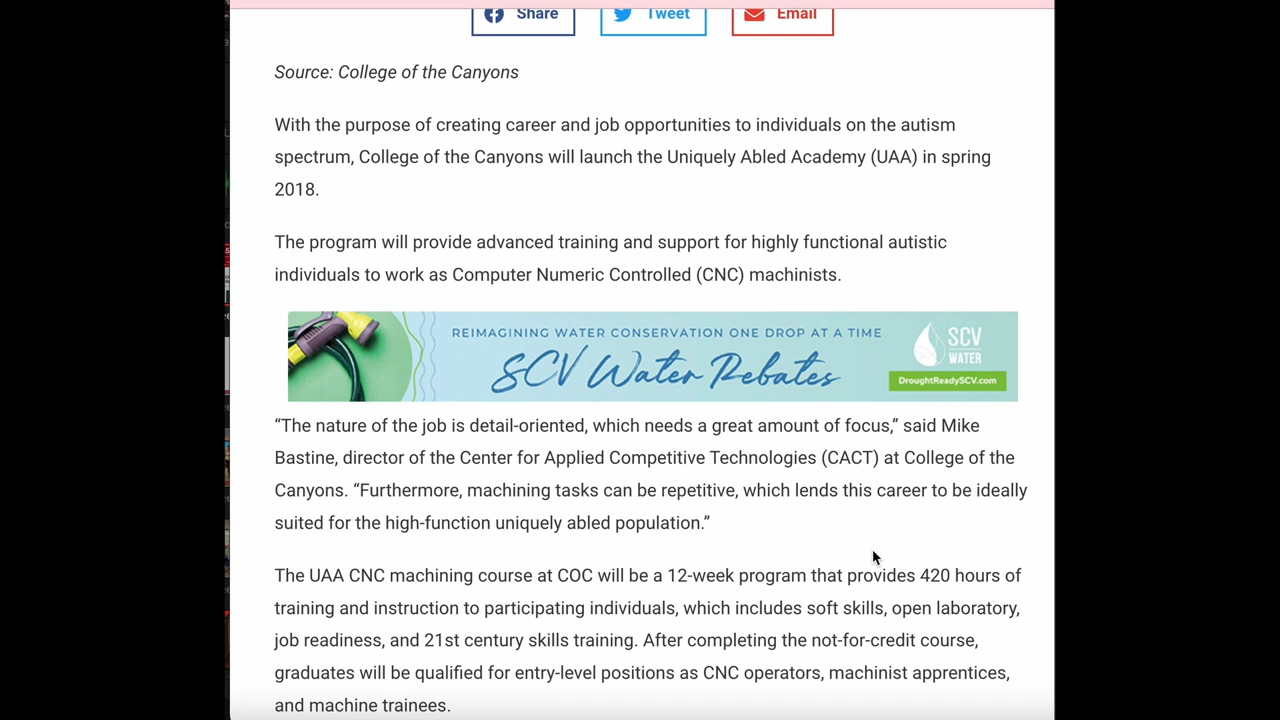 Share Tweet Email
Source: College of the Canyons
With the purpose of creating career and job opportunities to individuals on the autism
spectrum, College of the Canyons will launch the Uniquely Abled Academy (UAA) in spring
2018.
The program will provide advanced training and support for highly functional autistic
individuals to work as Computer Numeric Controlled (CNC) machinists.
REIMAGINING WATER CONSERVATION ONE DROP AT A TIME
SCV Water Rebates
SCV
WATER
DroughtReadySCV.com
“The nature of the job is detail-oriented, which needs a great amount of focus,” said Mike
Bastine, director of the Center for Applied Competitive Technologies (CACT) at College of the
Canyons. “Furthermore, machining tasks can be repetitive, which lends this career to be ideally
suited for the high-function uniquely abled population.”
The UAA CNC machining course at COC will be a 12-week program that provides 420 hours of
training and instruction to participating individuals, which includes soft skills, open laboratory,
job readiness, and 21st century skills training. After completing the not-for-credit course,
graduates will be qualified for entry-level positions as CNC operators, machinist apprentices,
and machine trainees.